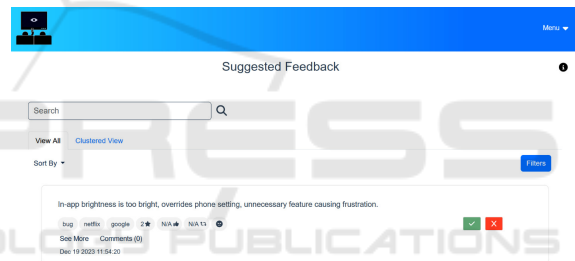 Menu
Suggested Feedback
Search
View All Clustered View
Sort By
Filters
In-app brightness is too bright, overrides phone setting, unnecessary feature causing frustration.
bug netflix google 2★ N/A N/A
See More Comments (0)
Dec 19 2023 11:54:20